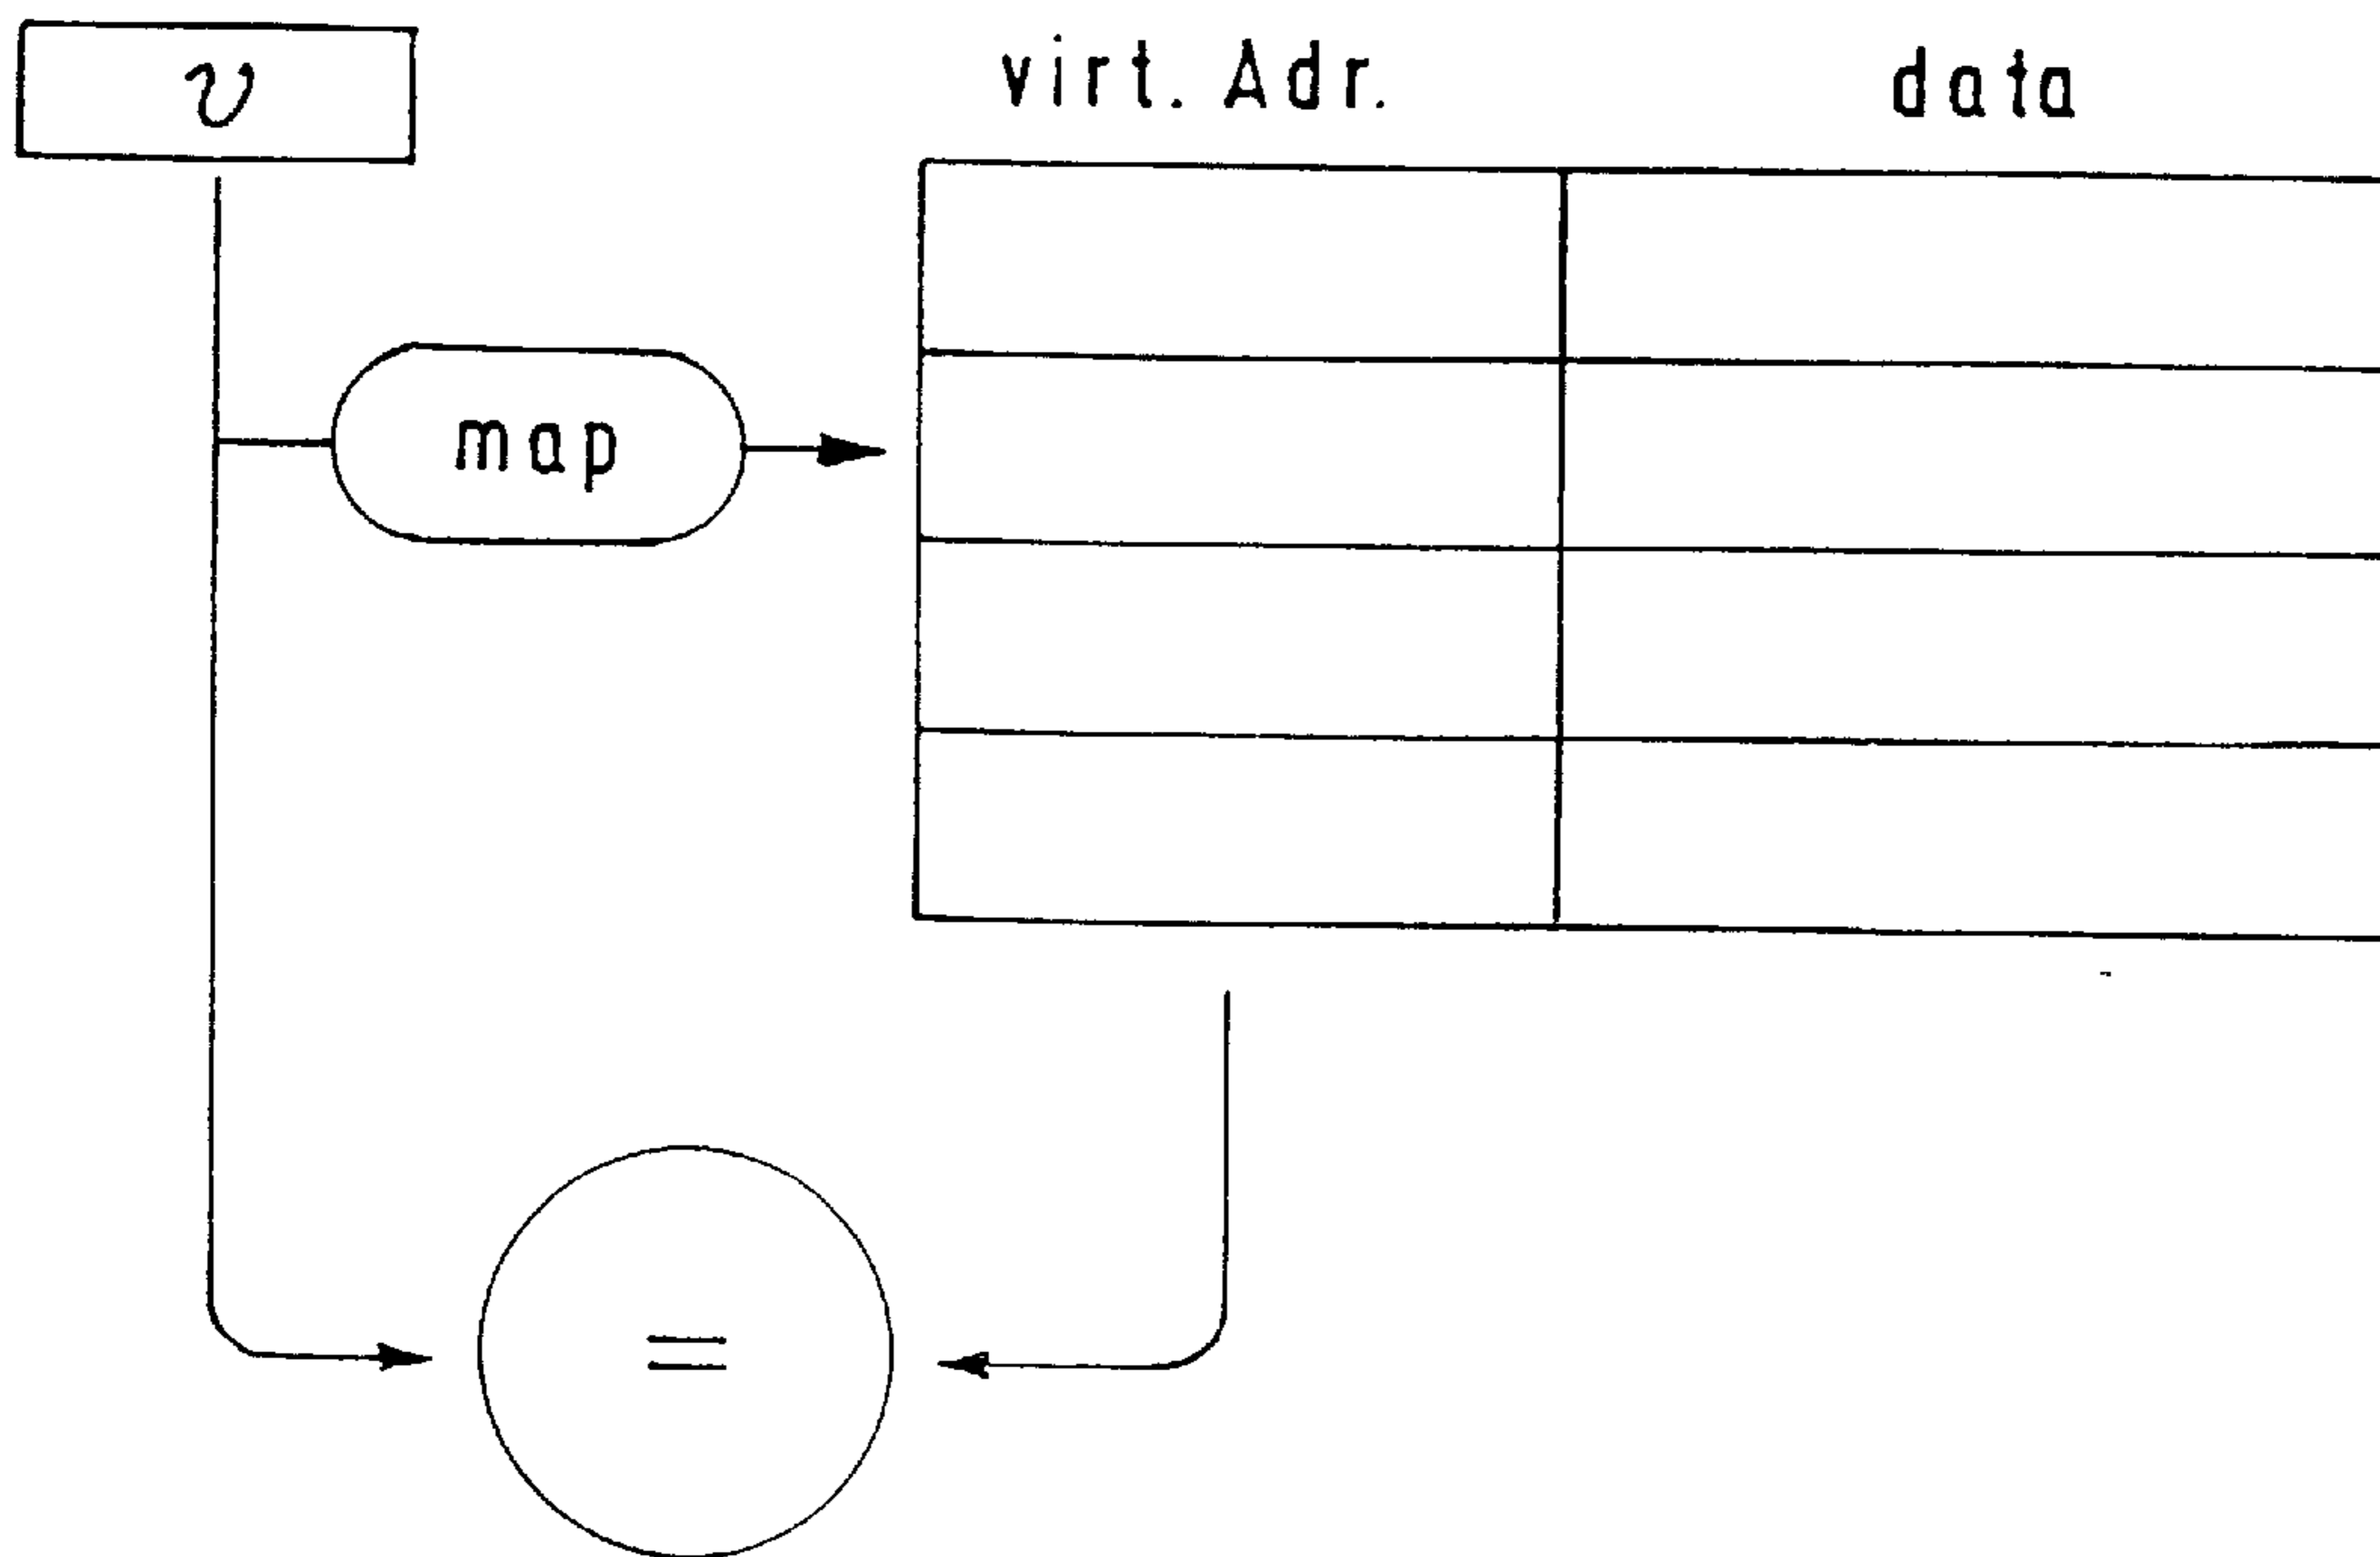 v
virt. Adr.
data
map
=